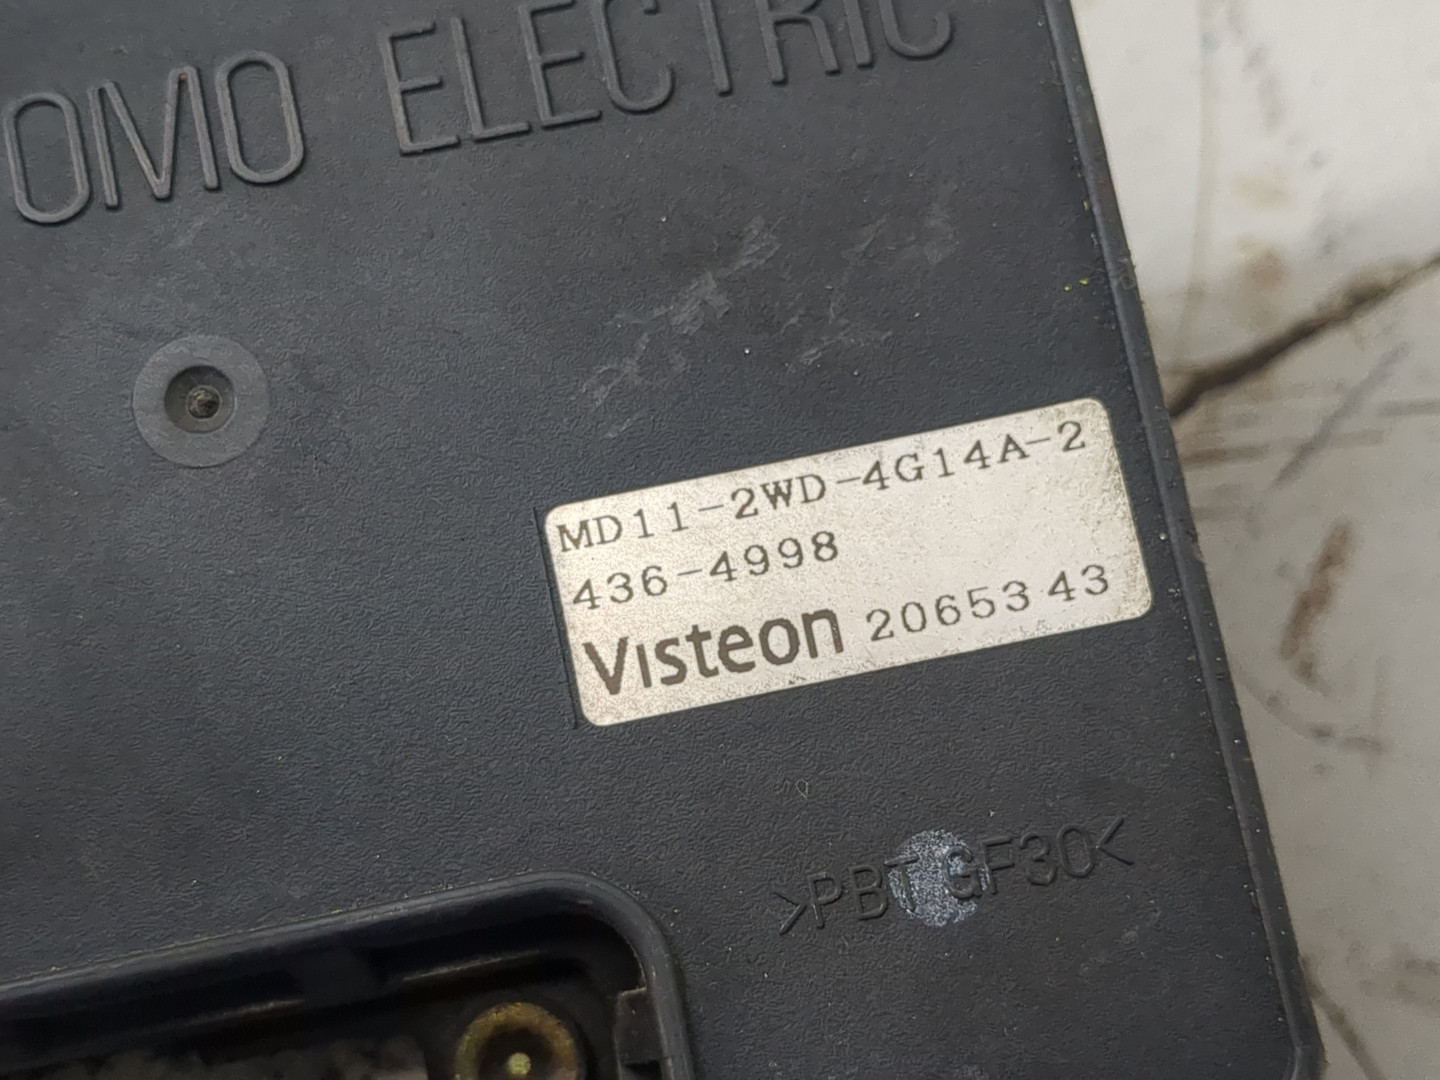 OMO ELECTRIC
MD11-2WD-4G14A-2
436-4998
Visteon 2065343
>PBT GF30<